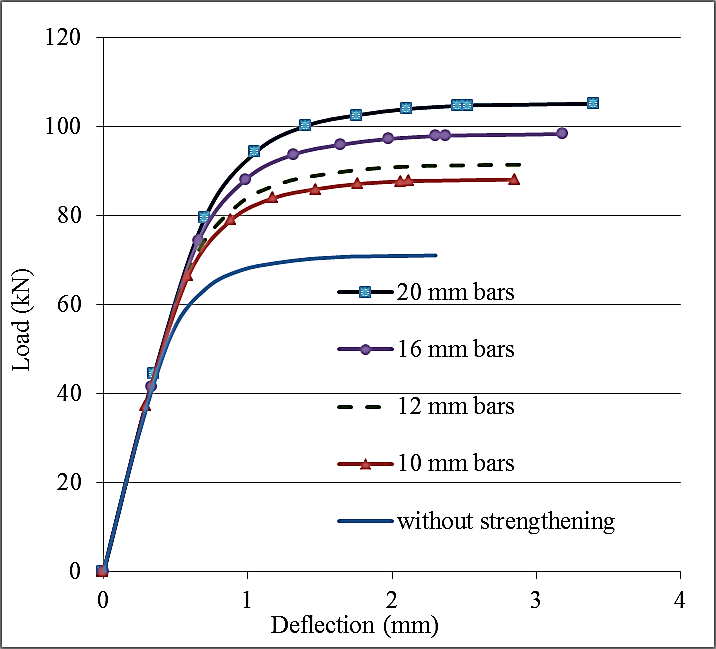 120
100
80
60
40
20
0
Load (kN)
20 mm bars
16 mm bars
12 mm bars
10 mm bars
without strengthening
0 1 2 3 4
Deflection (mm)